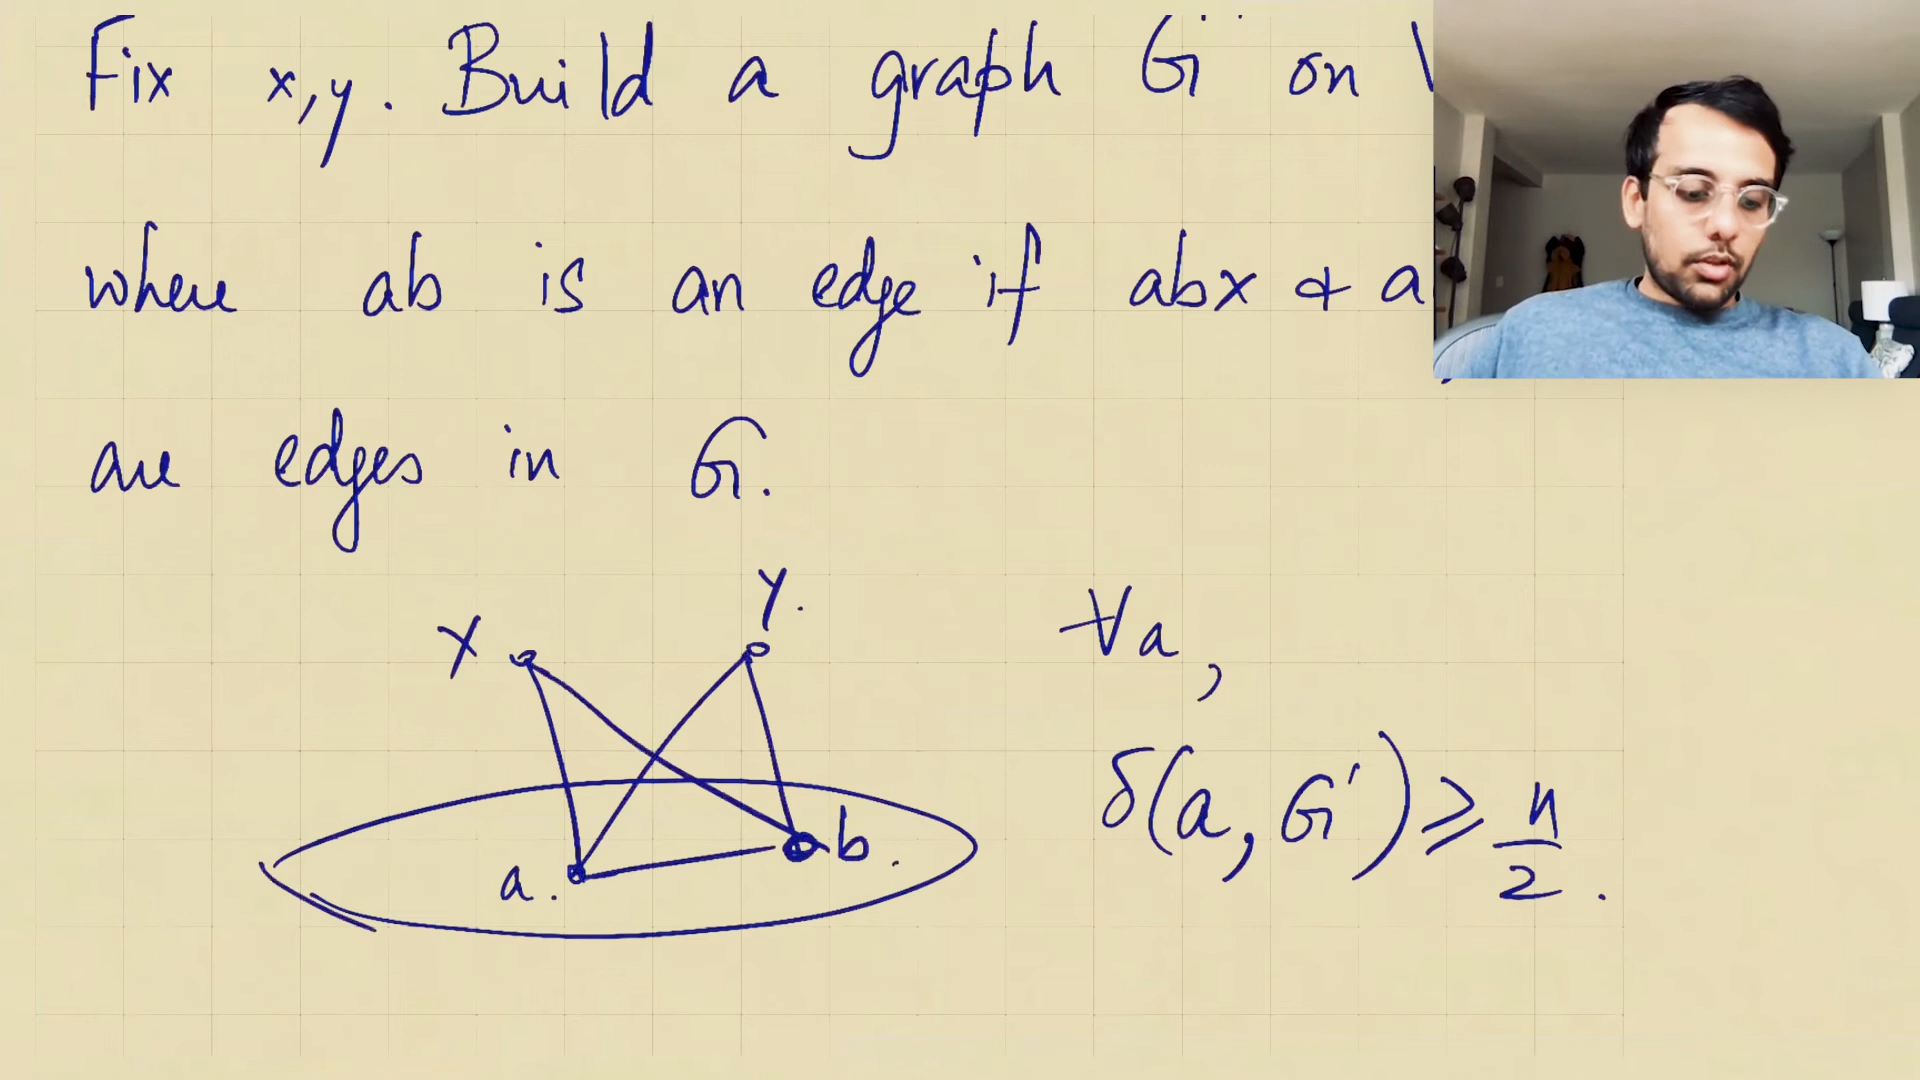 Fix x,y. Build a graph G on
where ab is an edge if abx & a
are edges in G.
x y.
∀a,
δ(a, G') ⩾ n/2.
a. b.